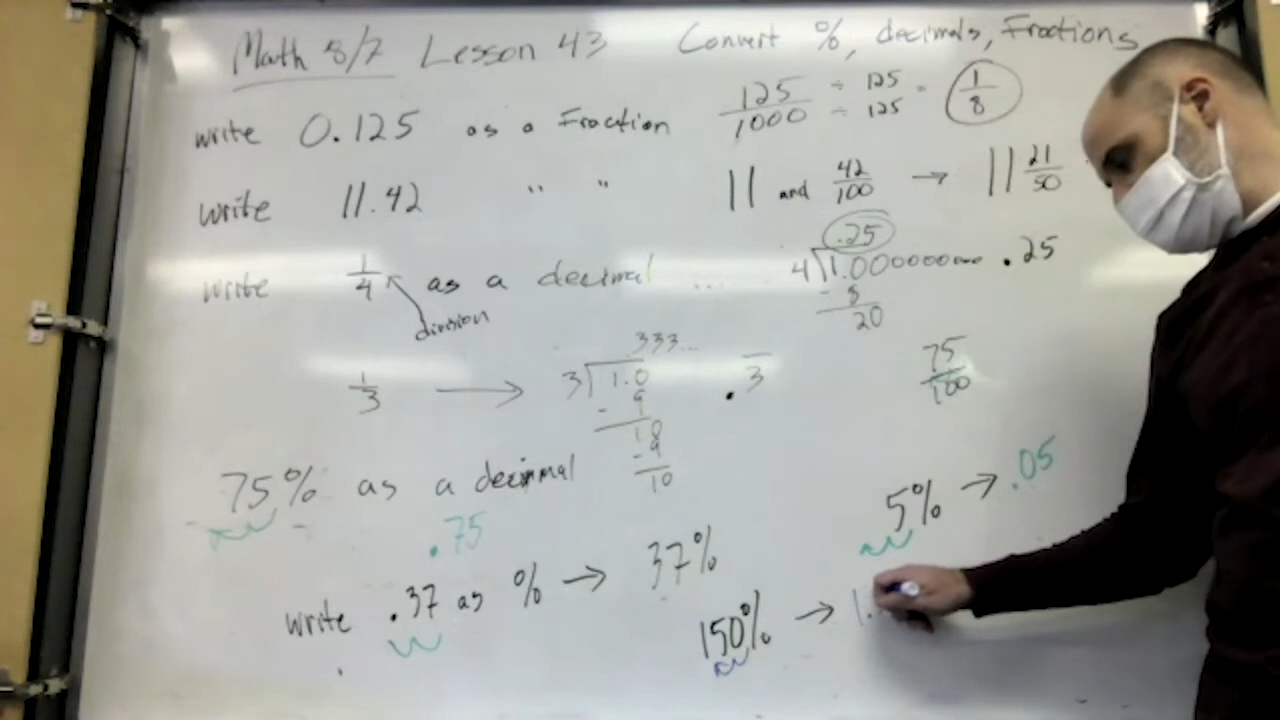 Math 8/7 Lesson 43 Convert %, decimals, Fractions
write 0.125 as a Fraction 125/1000 ÷ 125/÷ 125 = 1/8
write 11.42 " " 11 and 42/100 → 11 21/50
write 1/4 as a decimal ... .25
4 1.00000000 .25
- 8
20
division
1/3 → 3 1.0 .3̅
333...
- 9
10
- 9
10
75/100
75% as a decimal
.75
5% → .05
write .37 as % → 37%
150% → 1.